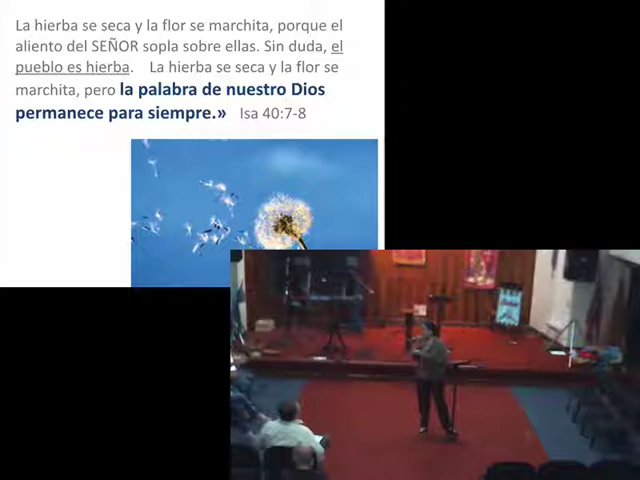 La hierba se seca y la flor se marchita, porque el
aliento del SEÑOR sopla sobre ellas. Sin duda, el
pueblo es hierba. La hierba se seca y la flor se
marchita, pero la palabra de nuestro Dios
permanece para siempre.» Isa 40:7-8